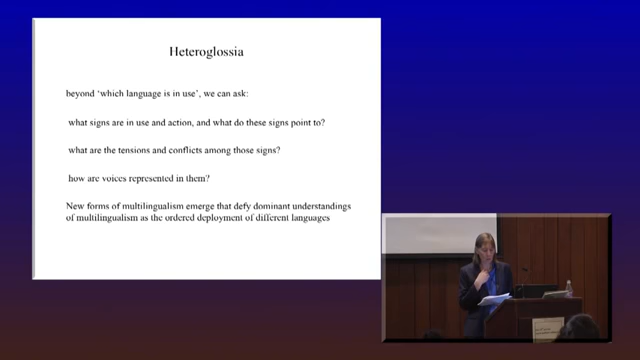 Heteroglossia
beyond ‘which language is in use’, we can ask:
what signs are in use and action, and what do these signs point to?
what are the tensions and conflicts among those signs?
how are voices represented in them?
New forms of multilingualism emerge that defy dominant understandings
of multilingualism as the ordered deployment of different languages